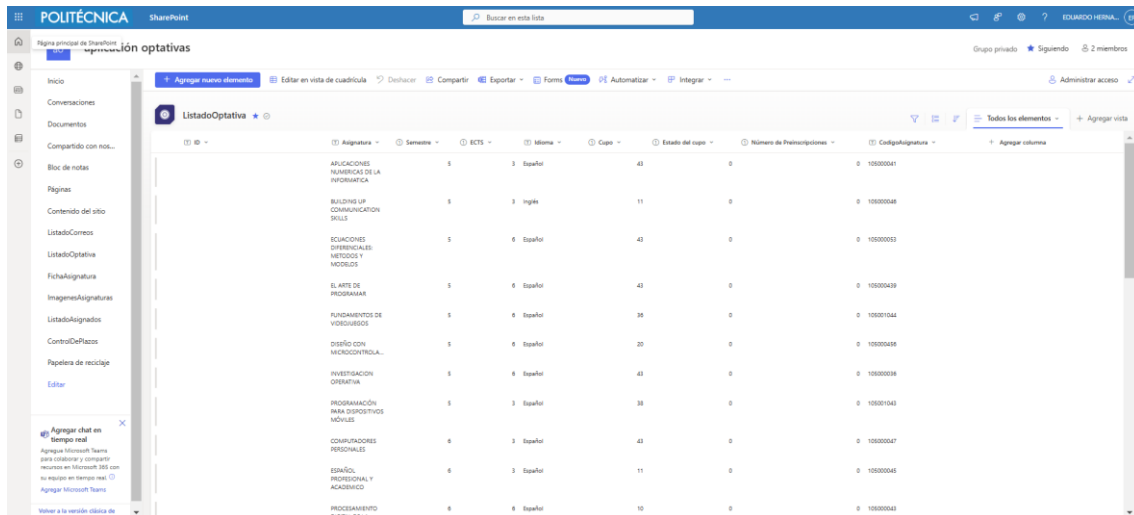 POLITÉCNICA SharePoint Buscar en esta lista ? EDUARDO HERNA...
Página principal de SharePoint
aplicación optativas
Grupo privado Siguiendo 2 miembros
Inicio
Conversaciones
Documentos
Compartido con nos...
Bloc de notas
Páginas
Contenido del sitio
ListadoCorreos
ListadoOptativa
FichaAsignatura
ImagenesAsignaturas
ListadoAsignados
ControlDePlazos
Papelera de reciclaje
Editar
Agregar chat en
tiempo real
Agregue Microsoft Teams
para colaborar y compartir
recursos en Microsoft 365 con
su equipo en tiempo real.
Agregar Microsoft Teams
Volver a la versión clásica de
+ Agregar nuevo elemento Editar en vista de cuadrícula Deshacer Compartir Exportar Forms Nuevo Automatizar Integrar ... Administrar acceso
ListadoOptativa
Todos los elementos + Agregar vista
ID Asignatura Semestre ECTS Idioma Cupo Estado del cupo Número de Preinscripciones CodigoAsignatura + Agregar columna
APLICACIONES 5 3 Español 43 0 0 105000041
NUMERICAS DE LA
INFORMATICA
BUILDING UP 5 3 Inglés 11 0 0 105000046
COMMUNICATION
SKILLS
ECUACIONES 5 6 Español 43 0 0 105000053
DIFERENCIALES:
METODOS Y
MODELOS
EL ARTE DE 5 6 Español 43 0 0 105000439
PROGRAMAR
FUNDAMENTOS DE 5 6 Español 36 0 0 105001044
VIDEOJUEGOS
DISEÑO CON 5 6 Español 20 0 0 105000456
MICROCONTROLA...
INVESTIGACION 5 6 Español 43 0 0 105000036
OPERATIVA
PROGRAMACIÓN 5 3 Español 38 0 0 105001043
PARA DISPOSITIVOS
MÓVILES
COMPUTADORES 6 3 Español 43 0 0 105000047
PERSONALES
ESPAÑOL 6 3 Español 11 0 0 105000045
PROFESIONAL Y
ACADEMICO
PROCESAMIENTO 6 6 Español 10 0 0 105000043